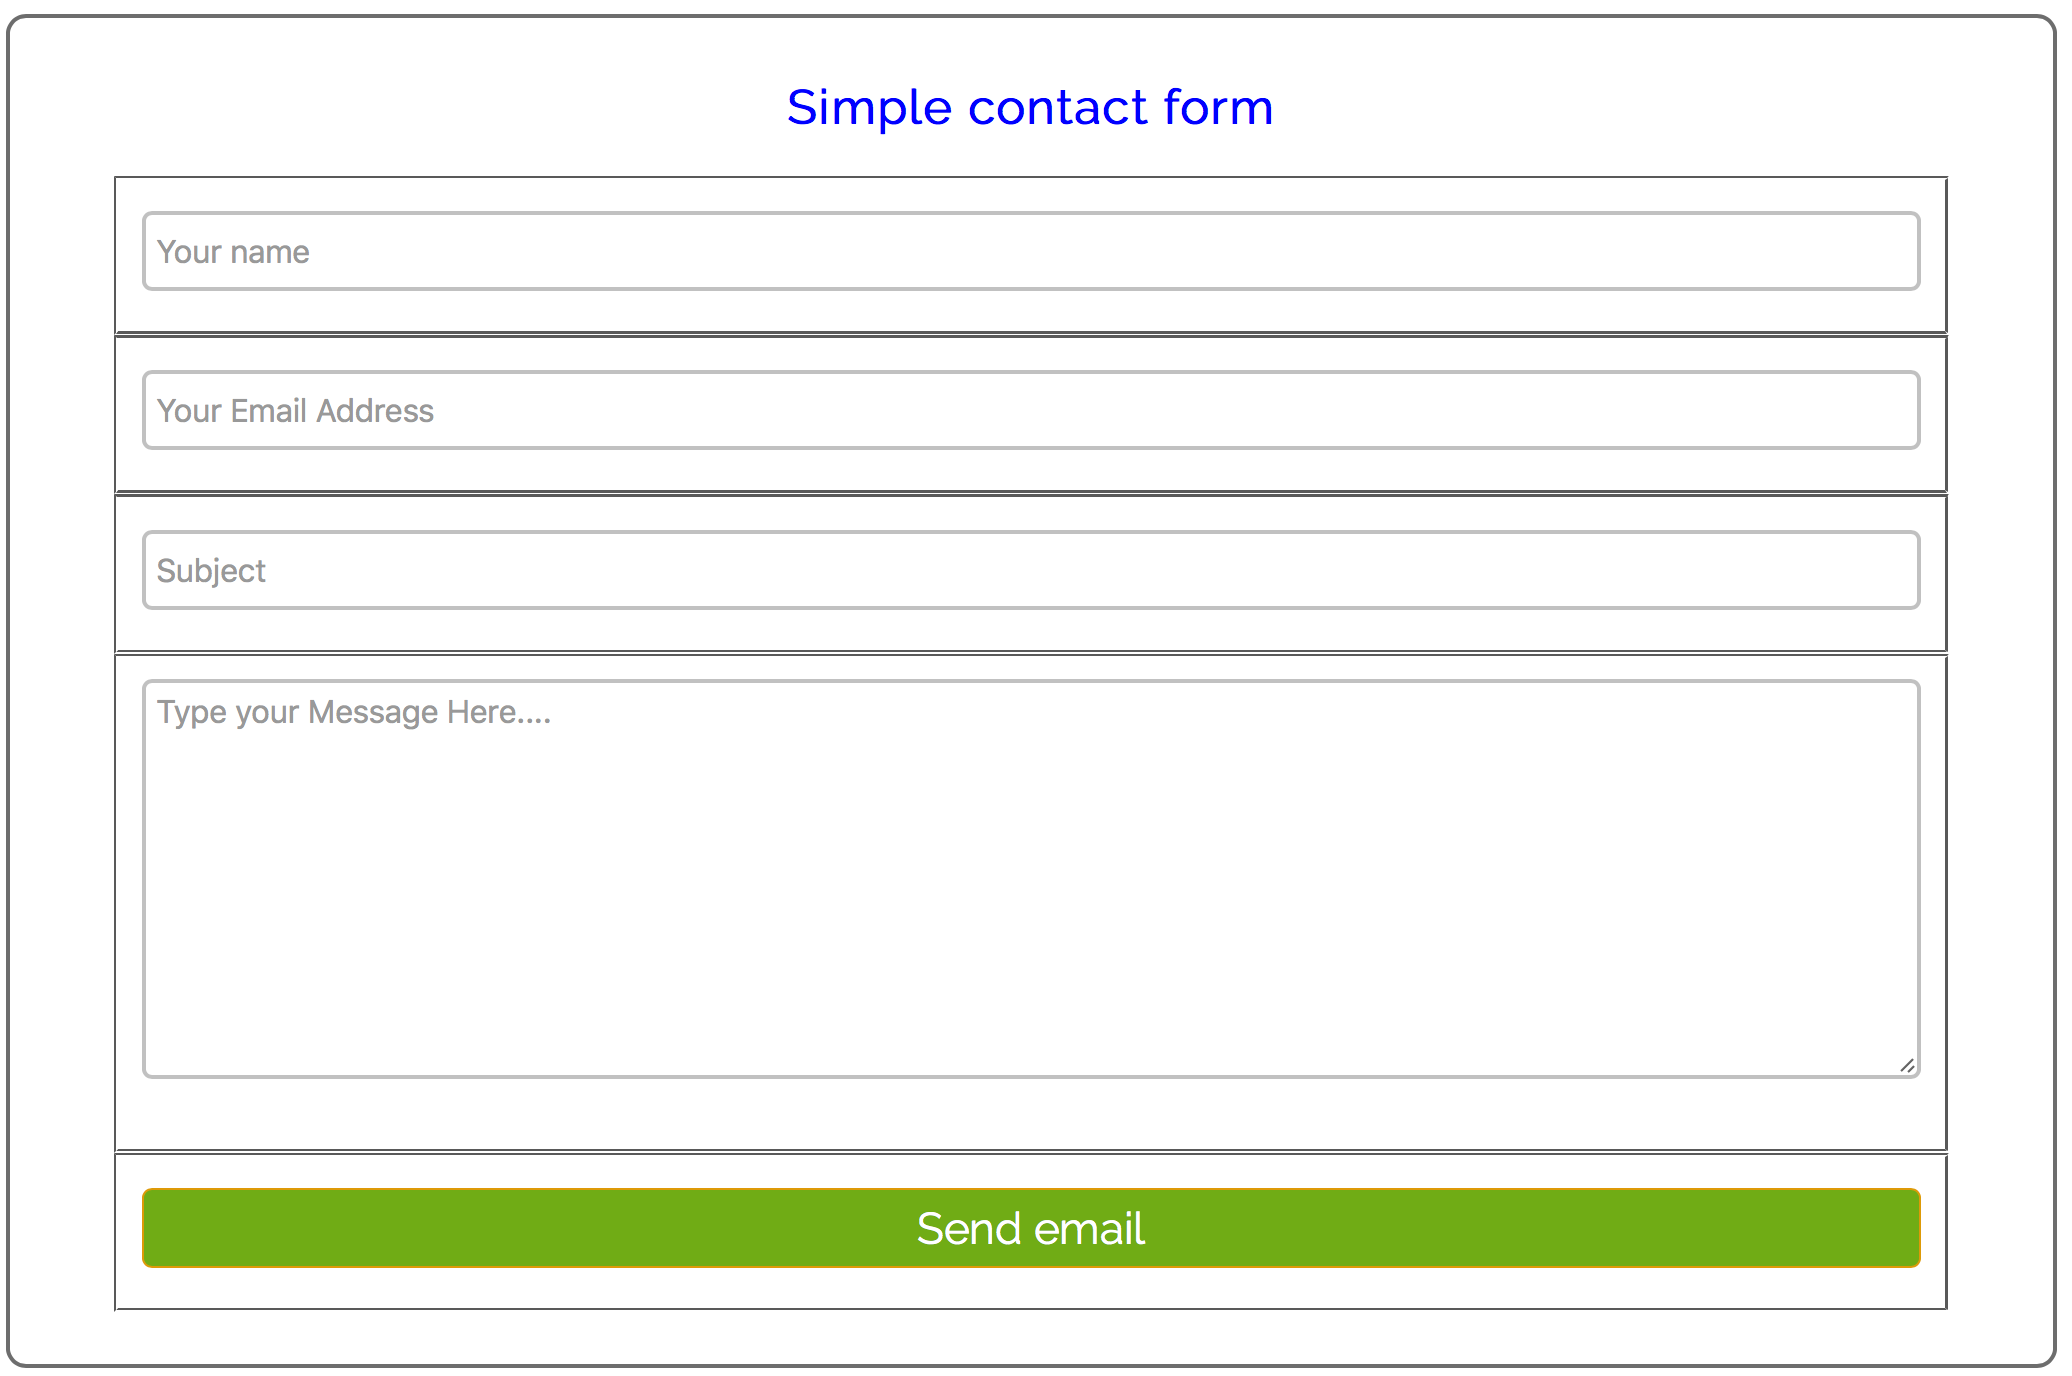 Simple contact form
Your name
Your Email Address
Subject
Type your Message Here....
Send email